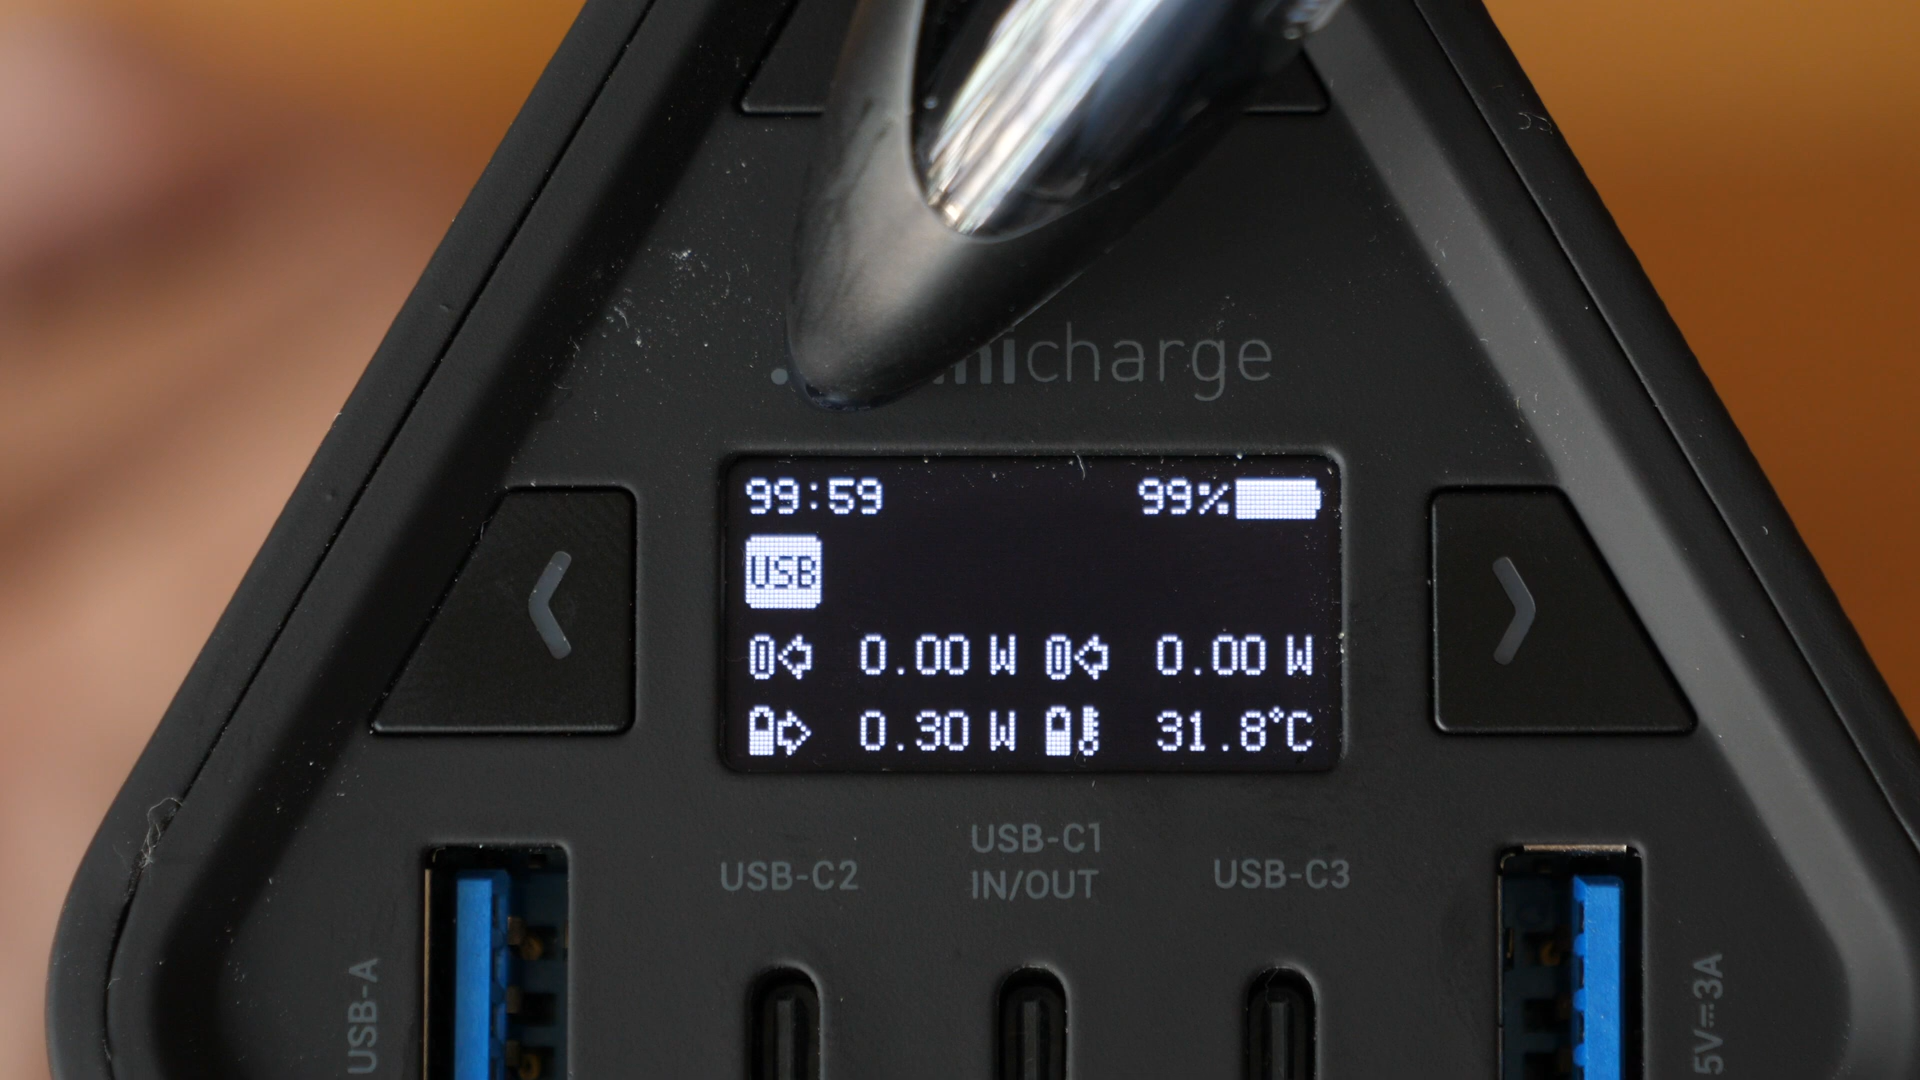 charge
99:59 99%
USB
0.00 W 0.00 W
0.30 W 31.8°C
USB-C2
USB-C1
IN/OUT
USB-C3
USB-A
5V⎓3A